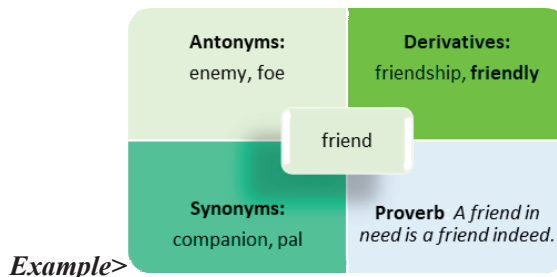 Antonyms:
enemy, foe
Derivatives:
friendship, friendly
friend
Synonyms:
companion, pal
Proverb A friend in
need is a friend indeed.
Example>